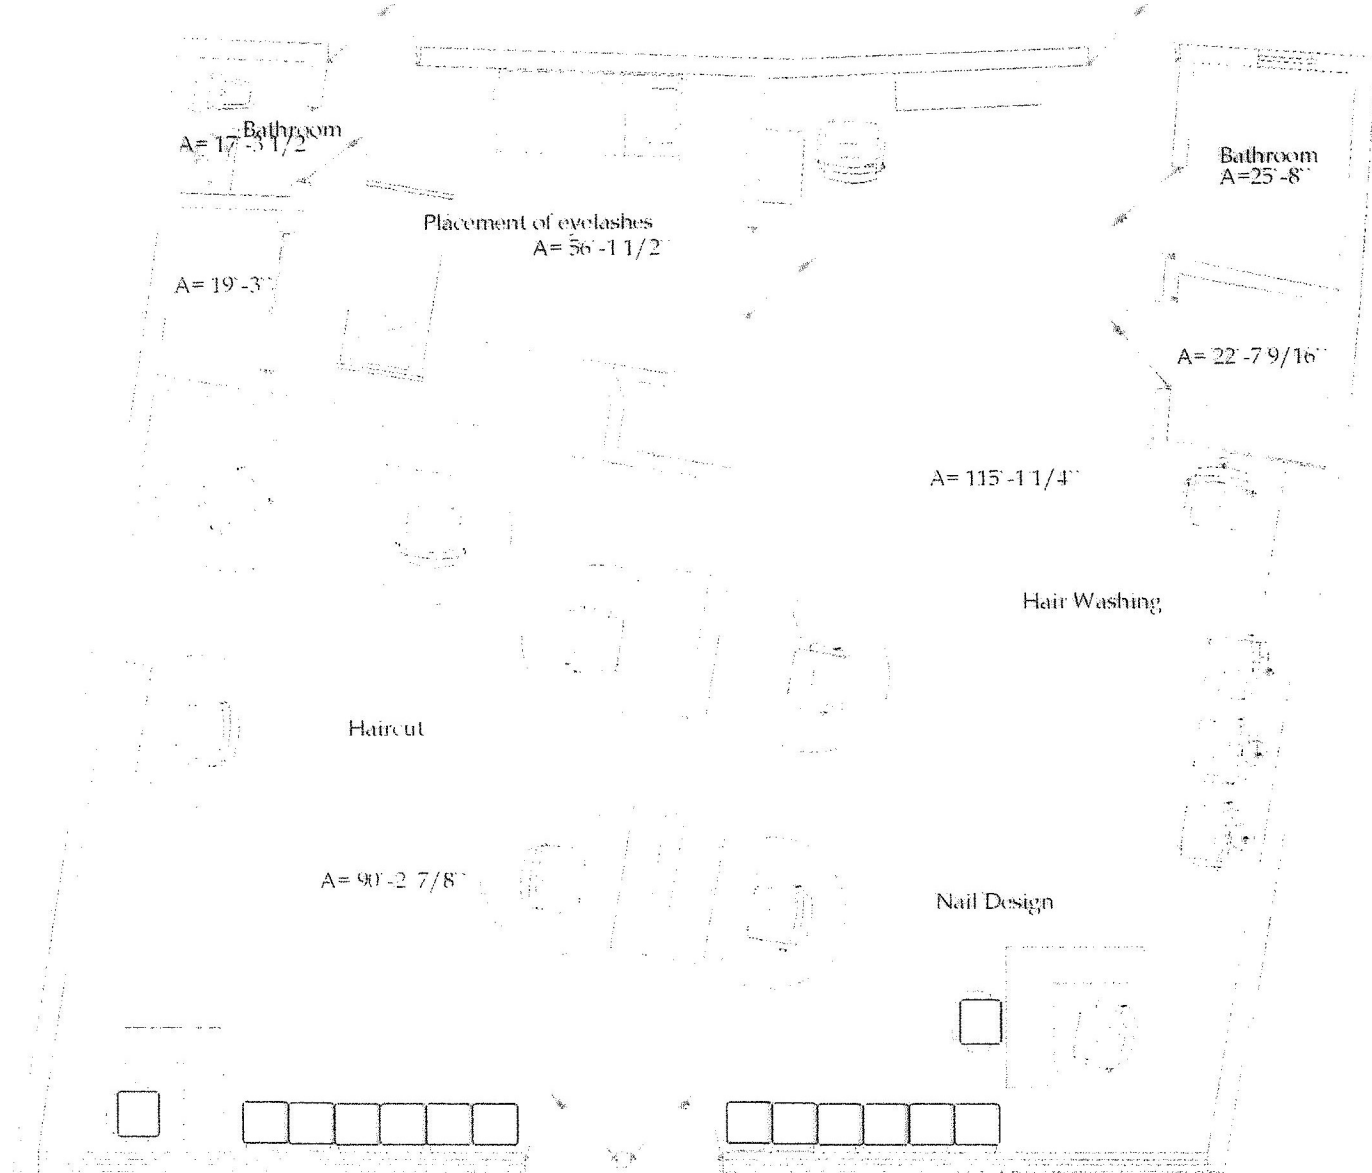 Bathroom
A= 17`-3 1/2``
Bathroom
A=25`-8``
Placement of eyelashes
A= 56`-1 1/2``
A= 19`-3``
A= 22`-7 9/16``
A= 115`-1 1/4``
Hair Washing
Haircut
A= 90`-2 7/8``
Nail Design